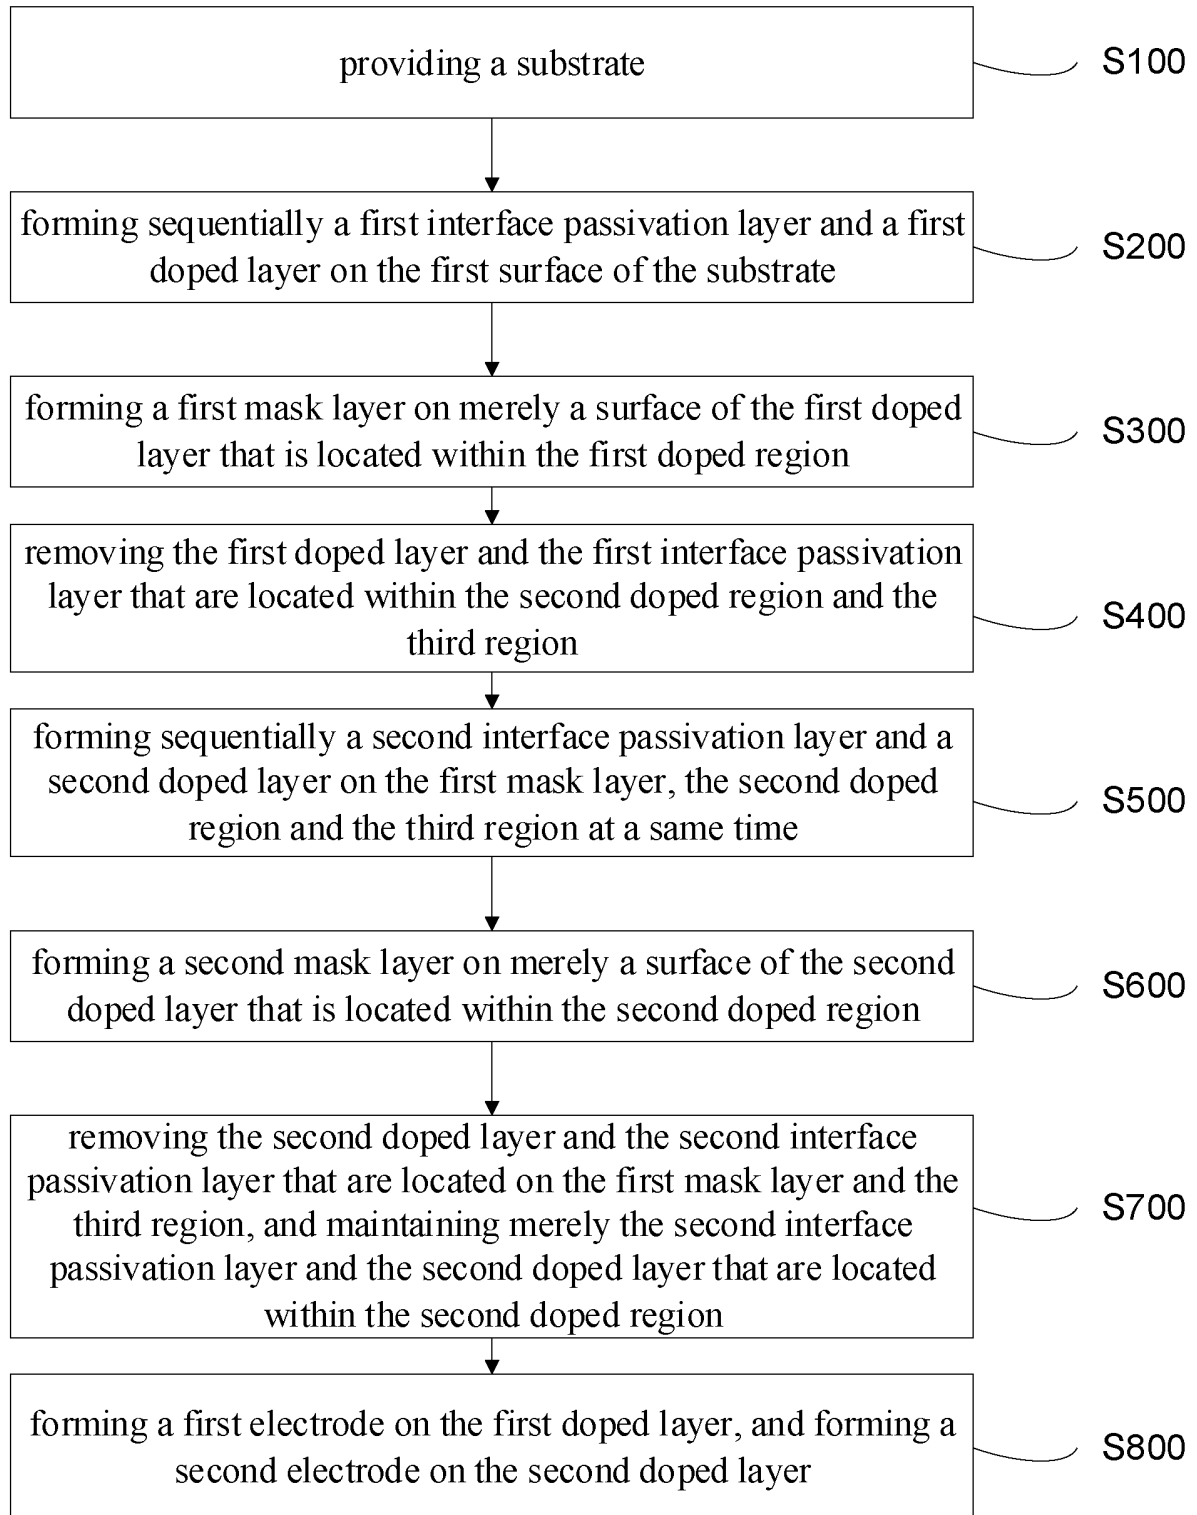 providing a substrate
S100
forming sequentially a first interface passivation layer and a first
doped layer on the first surface of the substrate
S200
forming a first mask layer on merely a surface of the first doped
layer that is located within the first doped region
S300
removing the first doped layer and the first interface passivation
layer that are located within the second doped region and the
third region
S400
forming sequentially a second interface passivation layer and a
second doped layer on the first mask layer, the second doped
region and the third region at a same time
S500
forming a second mask layer on merely a surface of the second
doped layer that is located within the second doped region
S600
removing the second doped layer and the second interface
passivation layer that are located on the first mask layer and the
third region, and maintaining merely the second interface
passivation layer and the second doped layer that are located
within the second doped region
S700
forming a first electrode on the first doped layer, and forming a
second electrode on the second doped layer
S800